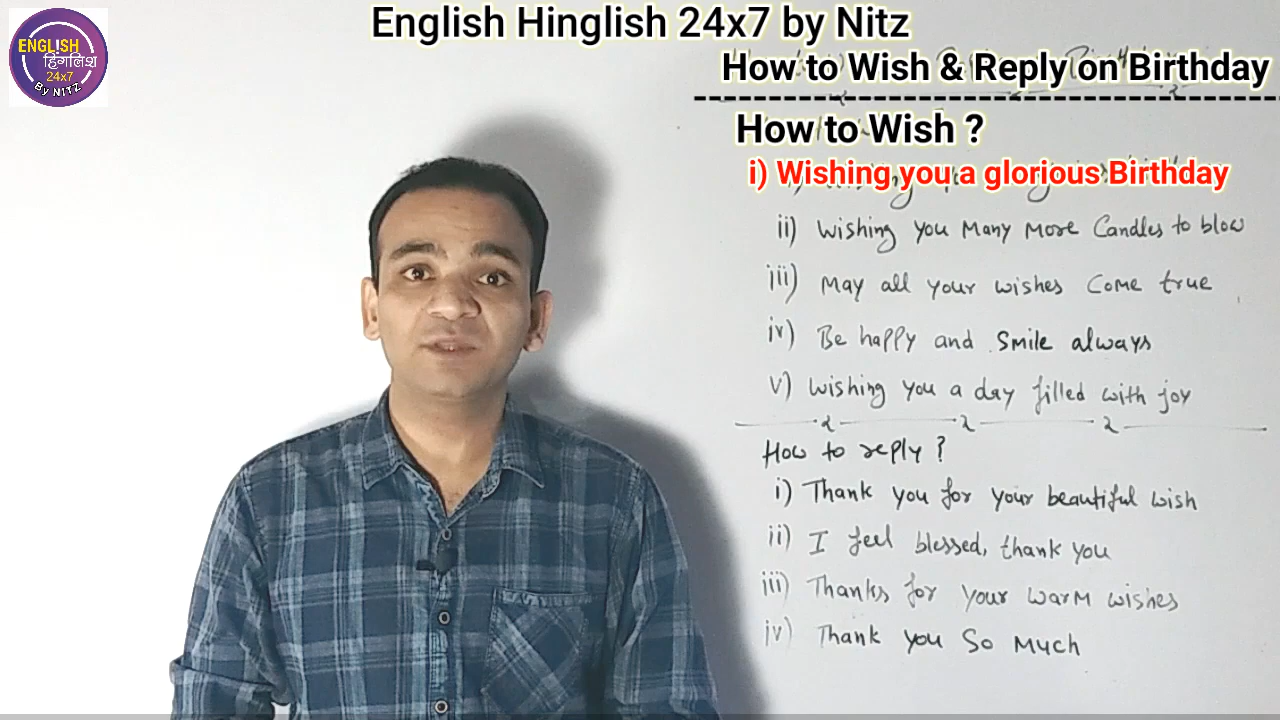 English Hinglish 24x7 by Nitz
ENGLISH
हिंगलिश
24x7
By NITZ
How to Wish & Reply on Birthday
How to Wish ?
i) Wishing you a glorious Birthday
ii) Wishing you Many More Candles to blow
iii) May all your wishes Come true
iv) Be happy and Smile always
v) Wishing you a day filled with joy
How to reply?
i) Thank you for your beautiful wish
ii) I feel blessed, thank you
iii) Thanks for your warm wishes
iv) Thank you So Much